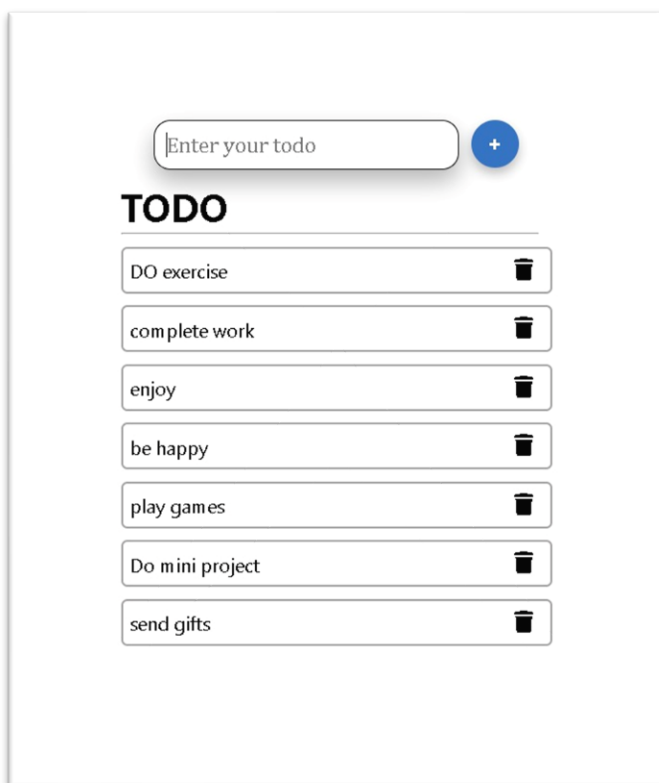 Enter your todo
+
TODO
DO exercise
complete work
enjoy
be happy
play games
Do mini project
send gifts